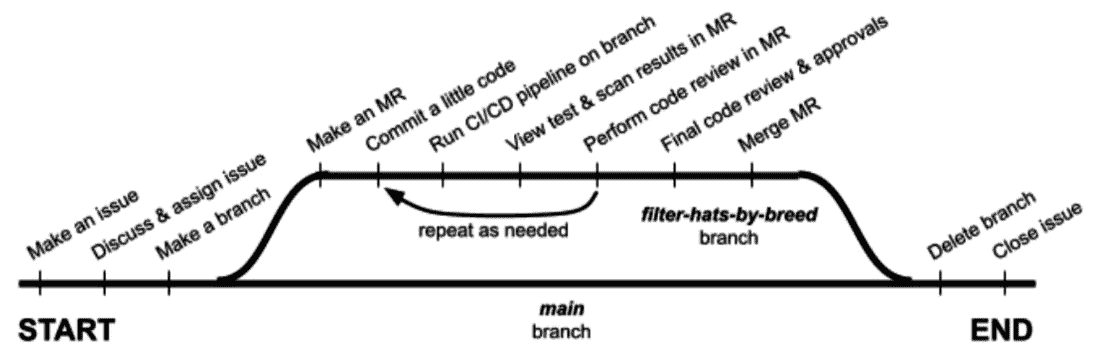 Make an issue
Discuss & assign issue
Make a branch
Make an MR
Commit a little code
Run CI/CD pipeline on branch
View test & scan results in MR
Perform code review in MR
Final code review & approvals
Merge MR
repeat as needed
filter-hats-by-breed
branch
Delete branch
Close issue
main
branch
START
END